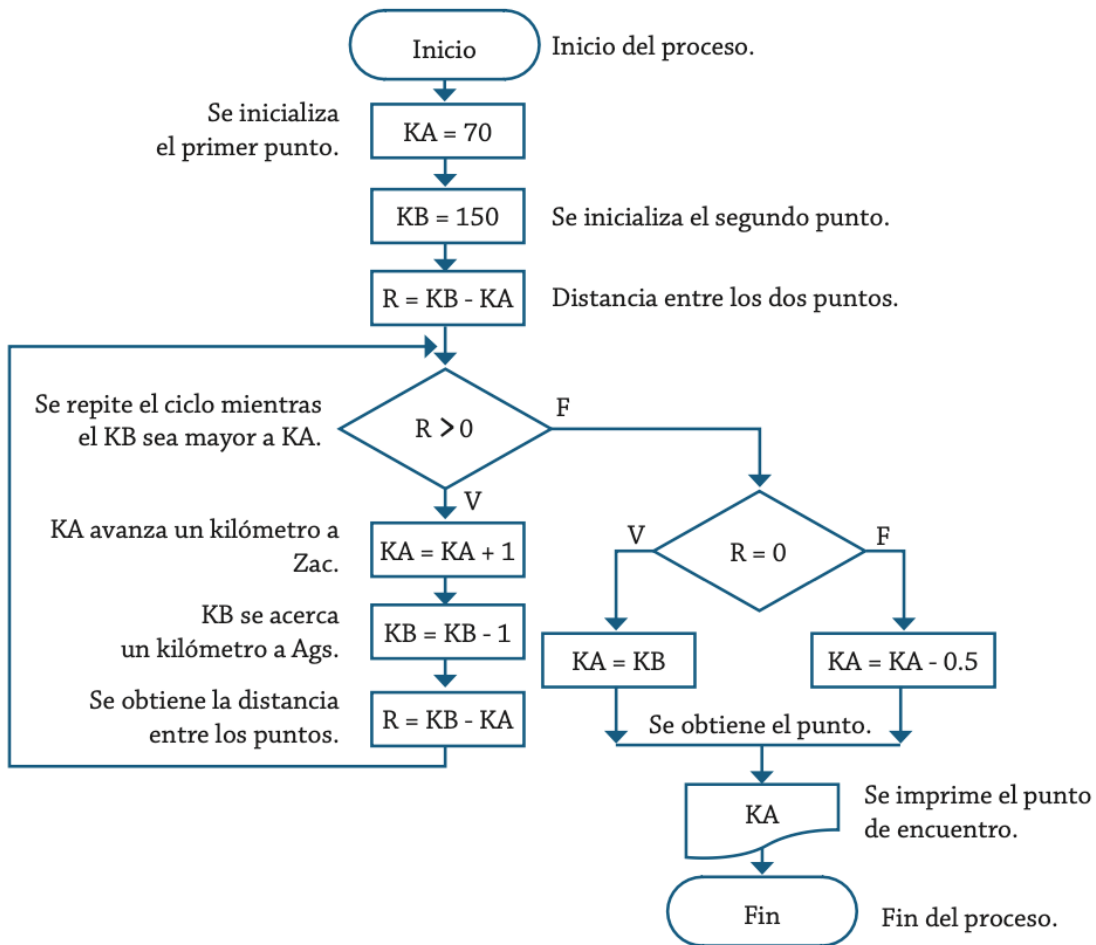 Inicio
Inicio del proceso.
Se inicializa
el primer punto.
KA = 70
KB = 150
Se inicializa el segundo punto.
R = KB - KA
Distancia entre los dos puntos.
Se repite el ciclo mientras
el KB sea mayor a KA.
R > 0
F
V
KA avanza un kilómetro a
Zac.
KA = KA + 1
KB se acerca
un kilómetro a Ags.
KB = KB - 1
Se obtiene la distancia
entre los puntos.
R = KB - KA
V
R = 0
F
KA = KB
KA = KA - 0.5
Se obtiene el punto.
KA
Se imprime el punto
de encuentro.
Fin
Fin del proceso.